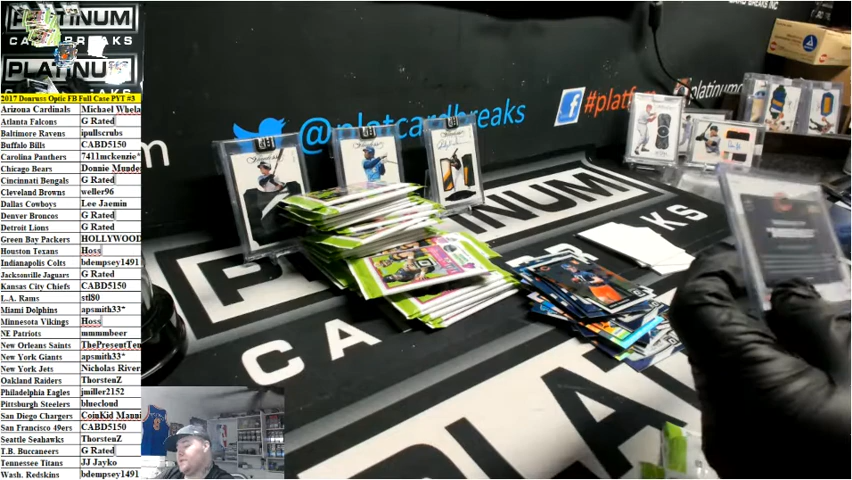 PLATINUM
CARD BREAKS
PLATINUM
2017 Donruss Optic FB Full Case PYT #3
Arizona Cardinals Michael Whela
Atlanta Falcons G Rated
Baltimore Ravens ipullscrubs
Buffalo Bills CABD5150
Carolina Panthers 7411mckenzie*
Chicago Bears Donnie Munde
Cincinnati Bengals G Rated
Cleveland Browns weller96
Dallas Cowboys Lee Jaemin
Denver Broncos G Rated
Detroit Lions G Rated
Green Bay Packers HOLLYWOOD
Houston Texans Hoss
Indianapolis Colts bdempsey1491
Jacksonville Jaguars G Rated
Kansas City Chiefs CABD5150
L.A. Rams stl80
Miami Dolphins apsmith33*
Minnesota Vikings Hoss
NE Patriots mmmmbeer
New Orleans Saints ThePresentTen
New York Giants apsmith33*
New York Jets Nicholas River
Oakland Raiders ThorstenZ
Philadelphia Eagles jmiller2152
Pittsburgh Steelers bluecloud
San Diego Chargers CoinKid Manni
San Francisco 49ers CABD5150
Seattle Seahawks ThorstenZ
T.B. Buccaneers G Rated
Tennessee Titans JJ Jayko
Wash. Redskins bdempsey1491
CARD BREAKS INC
@platcardbreaks
#platf
platinum
m
PLATINUM
CA
KS
PLA